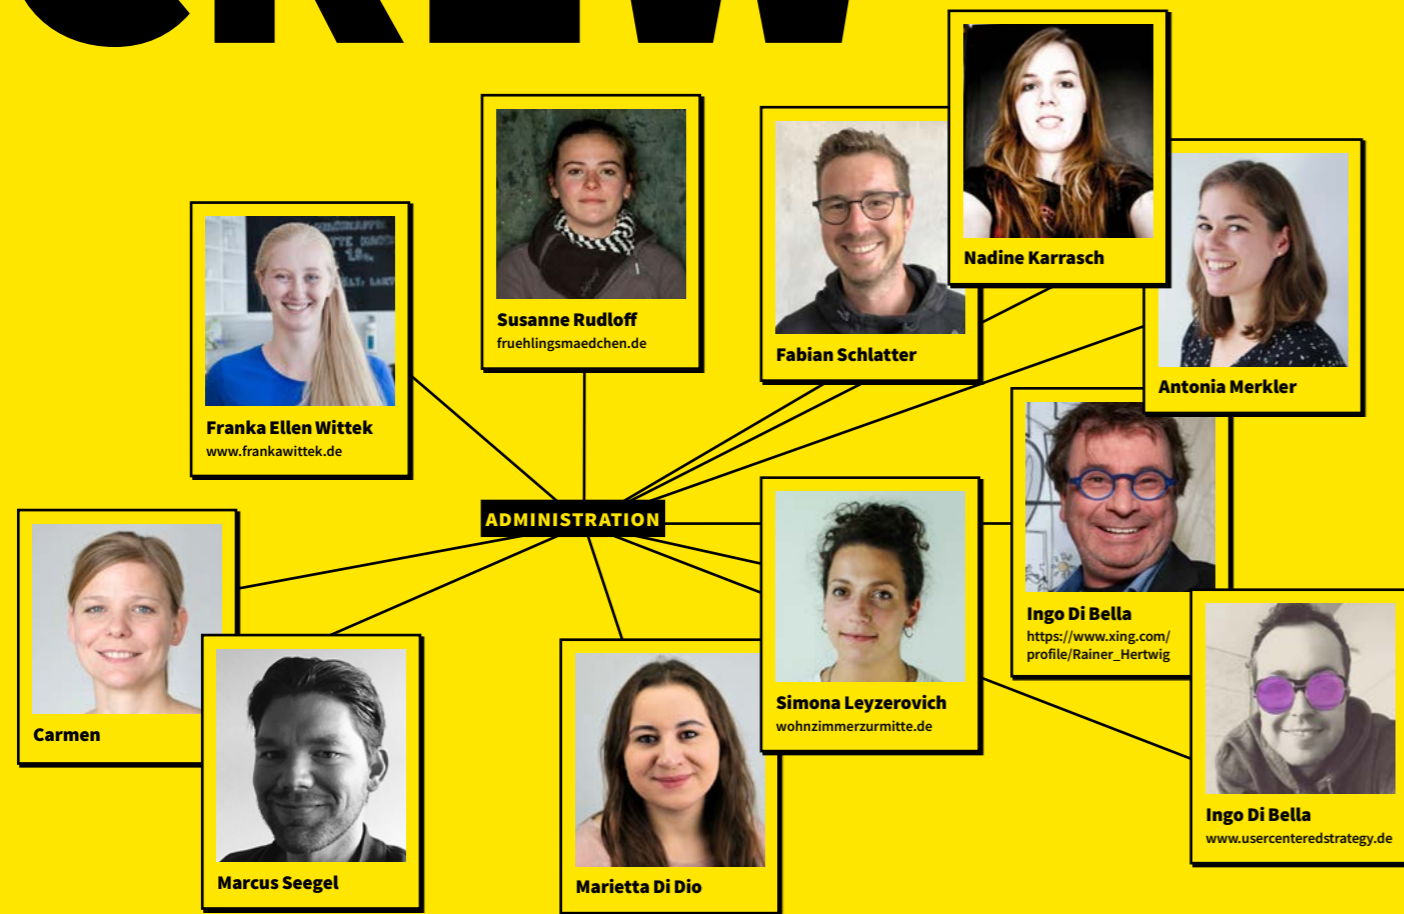 CREW
Nadine Karrasch
Susanne Rudloff
fruehlingsmaedchen.de
Fabian Schlatter
Antonia Merkler
Franka Ellen Wittek
www.frankawittek.de
ADMINISTRATION
Ingo Di Bella
https://www.xing.com/
profile/Rainer_Hertwig
Simona Leyzerovich
wohnzimmerzurmitte.de
Carmen
Ingo Di Bella
www.usercenteredstrategy.de
Marcus Seegel
Marietta Di Dio